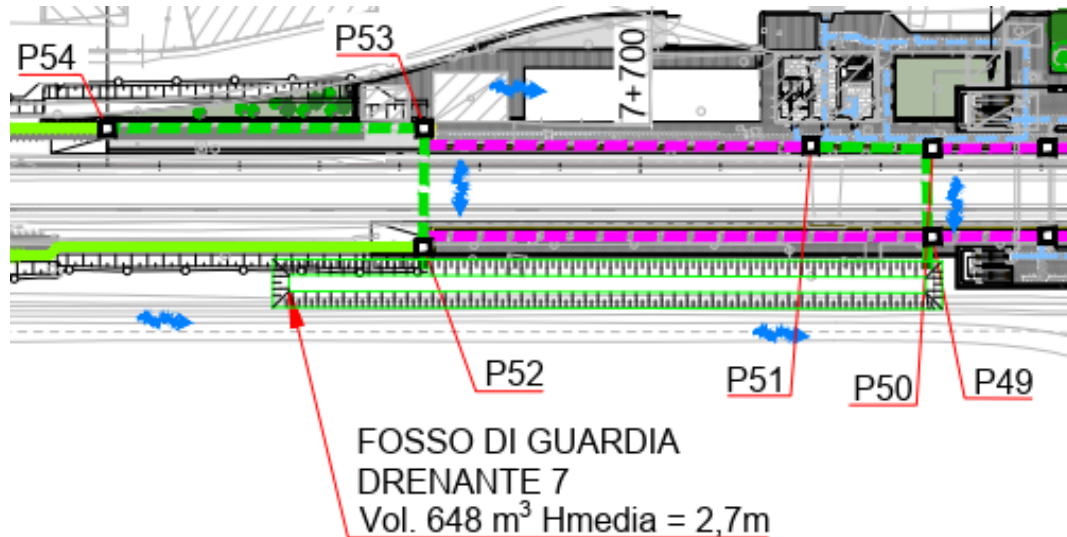 P54
P53
7+700
P52
P51
P50
P49
FOSSO DI GUARDIA
DRENANTE 7
Vol. 648 m³ Hmedia = 2,7m